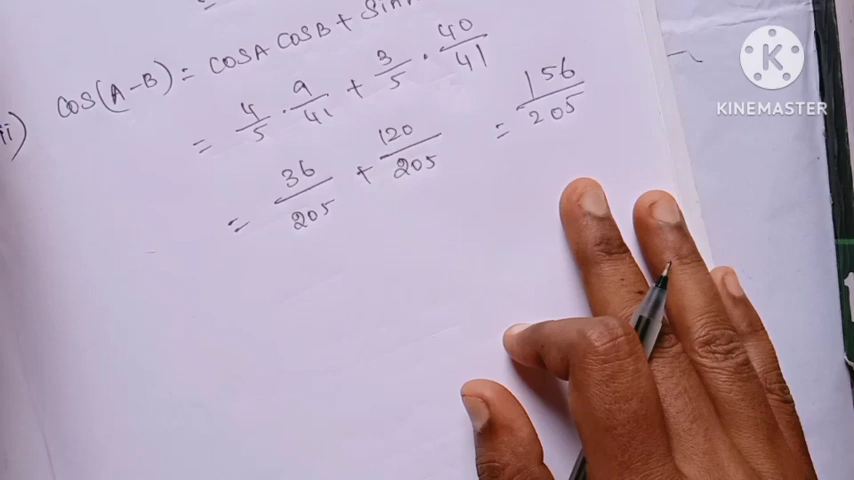 ii) cos(A-B) = cosA cosB +
= 4/5 · 9/41 + 3/5 · 40/41
= 36/205 + 120/205 = 156/205
KINEMASTER